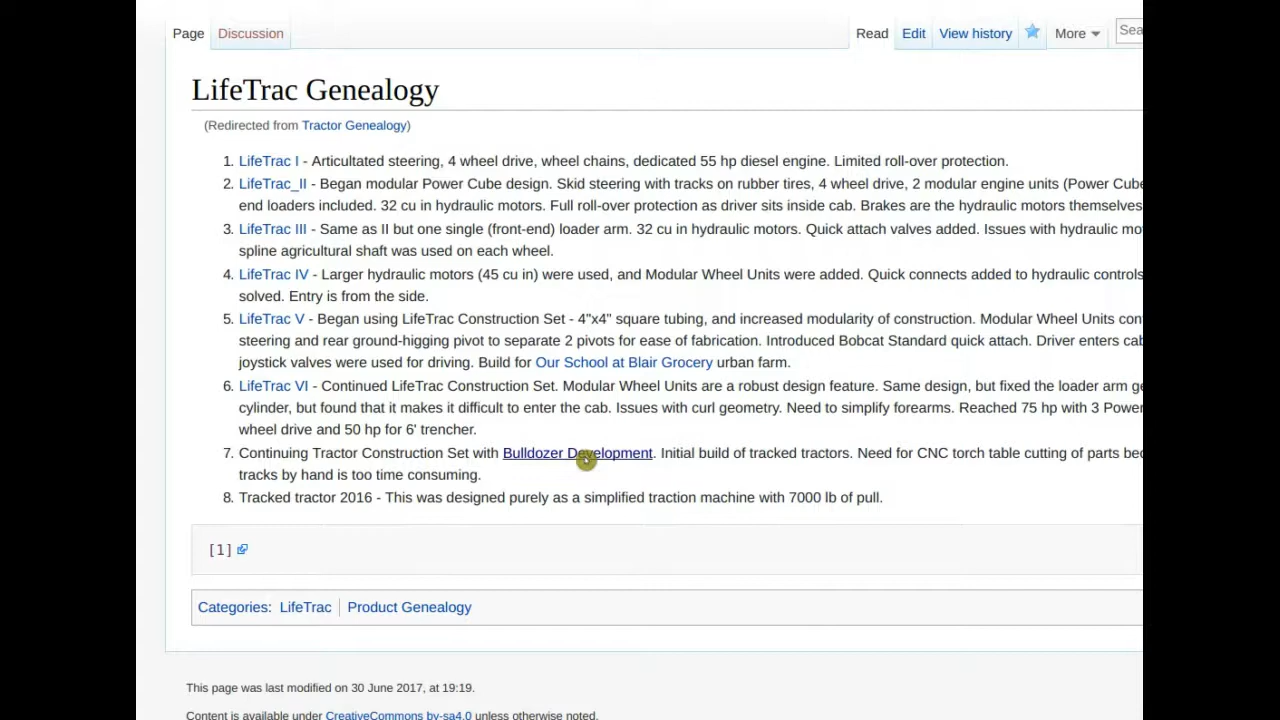 Page Discussion Read Edit View history More
LifeTrac Genealogy
(Redirected from Tractor Genealogy)
1. LifeTrac I - Articultated steering, 4 wheel drive, wheel chains, dedicated 55 hp diesel engine. Limited roll-over protection.
2. LifeTrac_II - Began modular Power Cube design. Skid steering with tracks on rubber tires, 4 wheel drive, 2 modular engine units (Power Cube
end loaders included. 32 cu in hydraulic motors. Full roll-over protection as driver sits inside cab. Brakes are the hydraulic motors themselves
3. LifeTrac III - Same as II but one single (front-end) loader arm. 32 cu in hydraulic motors. Quick attach valves added. Issues with hydraulic mo
spline agricultural shaft was used on each wheel.
4. LifeTrac IV - Larger hydraulic motors (45 cu in) were used, and Modular Wheel Units were added. Quick connects added to hydraulic controls
solved. Entry is from the side.
5. LifeTrac V - Began using LifeTrac Construction Set - 4"x4" square tubing, and increased modularity of construction. Modular Wheel Units con
steering and rear ground-higging pivot to separate 2 pivots for ease of fabrication. Introduced Bobcat Standard quick attach. Driver enters cab
joystick valves were used for driving. Build for Our School at Blair Grocery urban farm.
6. LifeTrac VI - Continued LifeTrac Construction Set. Modular Wheel Units are a robust design feature. Same design, but fixed the loader arm ge
cylinder, but found that it makes it difficult to enter the cab. Issues with curl geometry. Need to simplify forearms. Reached 75 hp with 3 Power
wheel drive and 50 hp for 6' trencher.
7. Continuing Tractor Construction Set with Bulldozer Development. Initial build of tracked tractors. Need for CNC torch table cutting of parts bec
tracks by hand is too time consuming.
8. Tracked tractor 2016 - This was designed purely as a simplified traction machine with 7000 lb of pull.
[1]
Categories: LifeTrac Product Genealogy
This page was last modified on 30 June 2017, at 19:19.
Content is available under CreativeCommons by-sa4.0 unless otherwise noted.